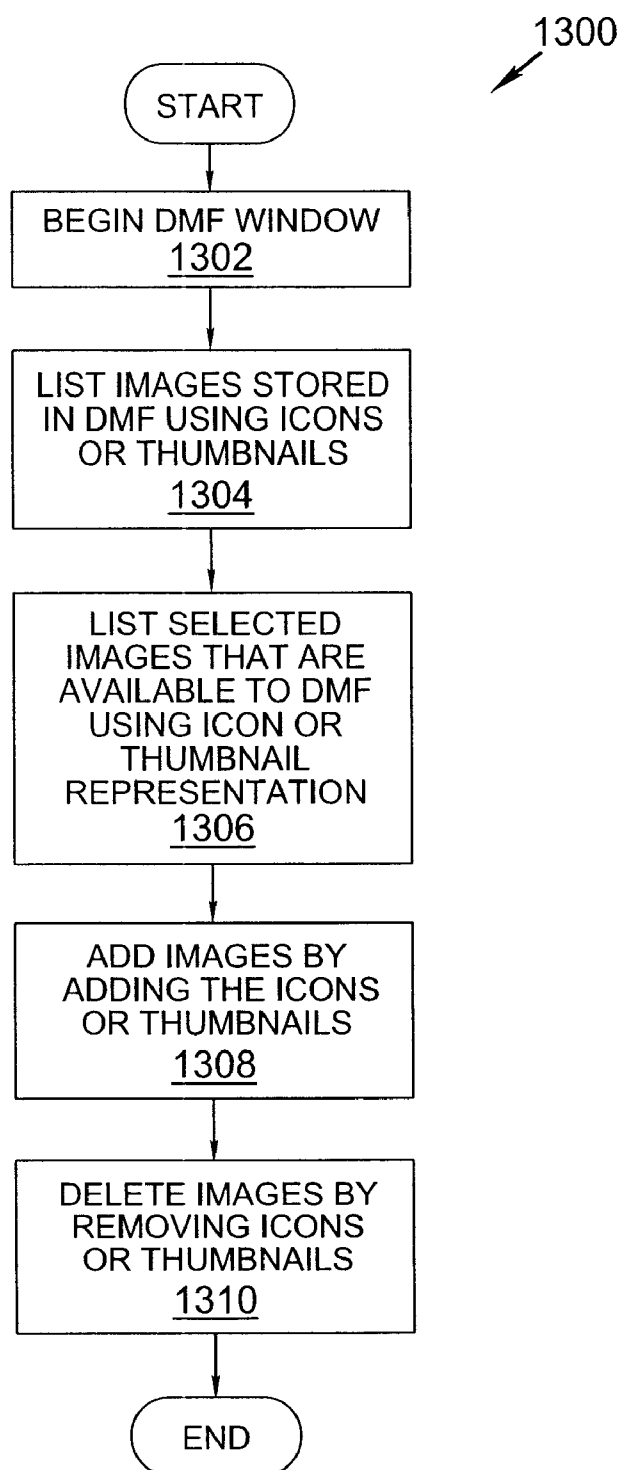 1300
START
BEGIN DMF WINDOW
1302
LIST IMAGES STORED
IN DMF USING ICONS
OR THUMBNAILS
1304
LIST SELECTED
IMAGES THAT ARE
AVAILABLE TO DMF
USING ICON OR
THUMBNAIL
REPRESENTATION
1306
ADD IMAGES BY
ADDING THE ICONS
OR THUMBNAILS
1308
DELETE IMAGES BY
REMOVING ICONS
OR THUMBNAILS
1310
END